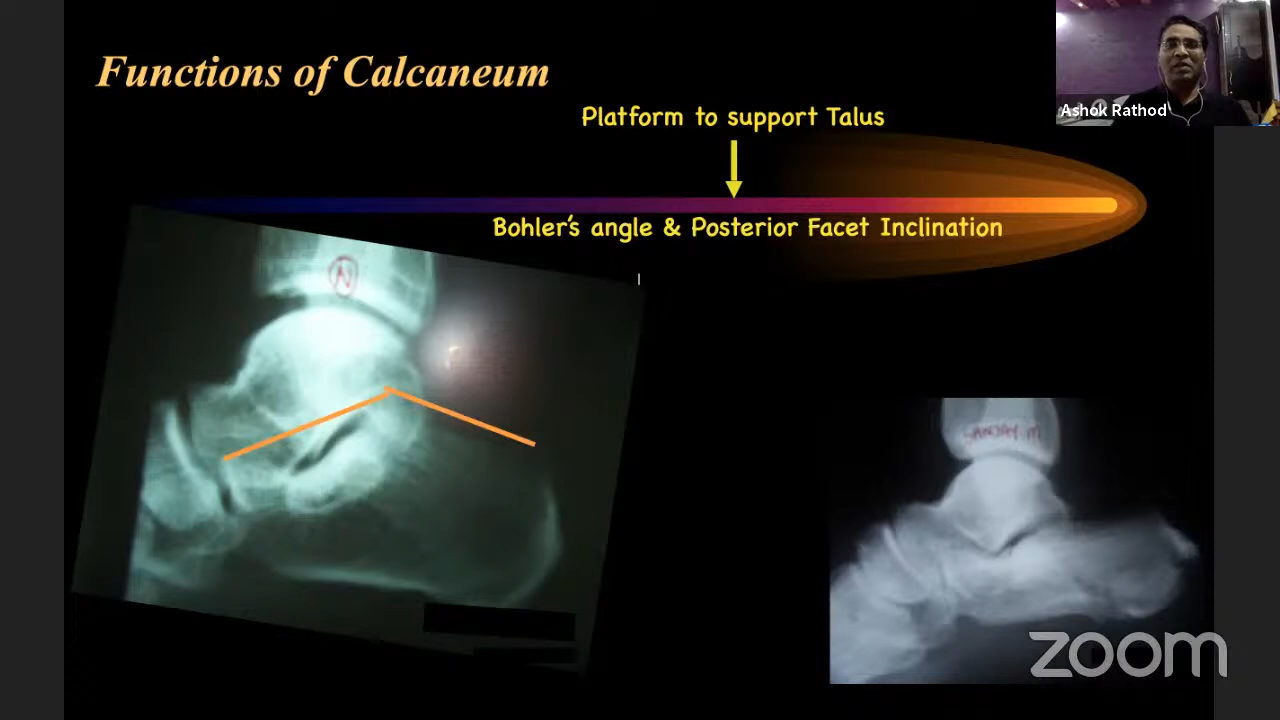 Functions of Calcaneum
Ashok Rathod
Platform to support Talus
Bohler's angle & Posterior Facet Inclination
N
zoom